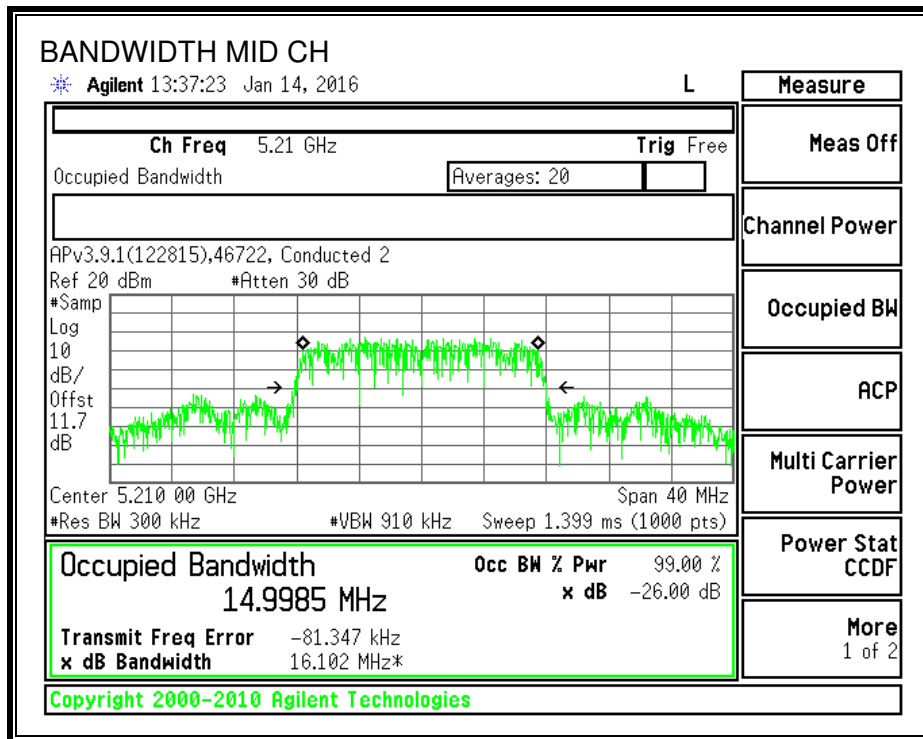 BANDWIDTH MID CH
Agilent 13:37:23 Jan 14, 2016 L
Measure
Ch Freq 5.21 GHz Trig Free
Meas Off
Occupied Bandwidth Averages: 20
Channel Power
APv3.9.1(122815),46722, Conducted 2
Ref 20 dBm #Atten 30 dB
#Samp
Log
10
dB/
Offst
11.7
dB
Occupied BW
ACP
Multi Carrier
Power
Center 5.210 00 GHz Span 40 MHz
#Res BW 300 kHz #VBW 910 kHz Sweep 1.399 ms (1000 pts)
Power Stat
CCDF
Occupied Bandwidth Occ BW % Pwr 99.00 %
14.9985 MHz x dB -26.00 dB
Transmit Freq Error -81.347 kHz
x dB Bandwidth 16.102 MHz*
More
1 of 2
Copyright 2000-2010 Agilent Technologies